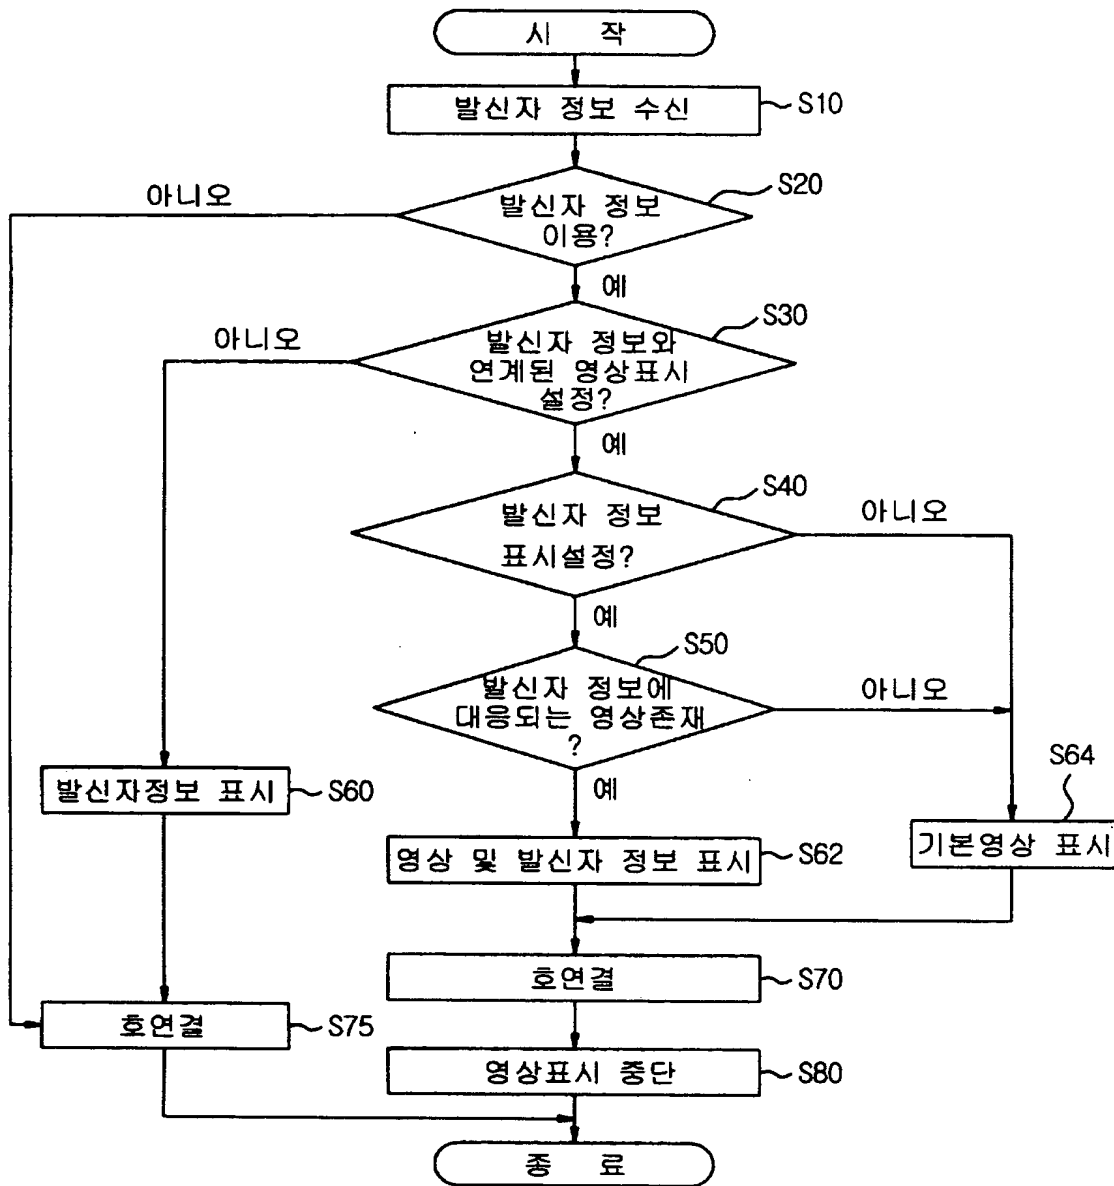 시 작
발신자 정보 수신
S10
아니오
S20
발신자 정보
이용?
예
아니오
S30
발신자 정보와
연계된 영상표시
설정?
예
S40
발신자 정보
표시설정?
아니오
예
S50
발신자 정보에
대응되는 영상존재
?
아니오
예
발신자정보 표시
S60
영상 및 발신자 정보 표시
S62
S64
기본영상 표시
호연결
S70
호연결
S75
영상표시 중단
S80
종 료